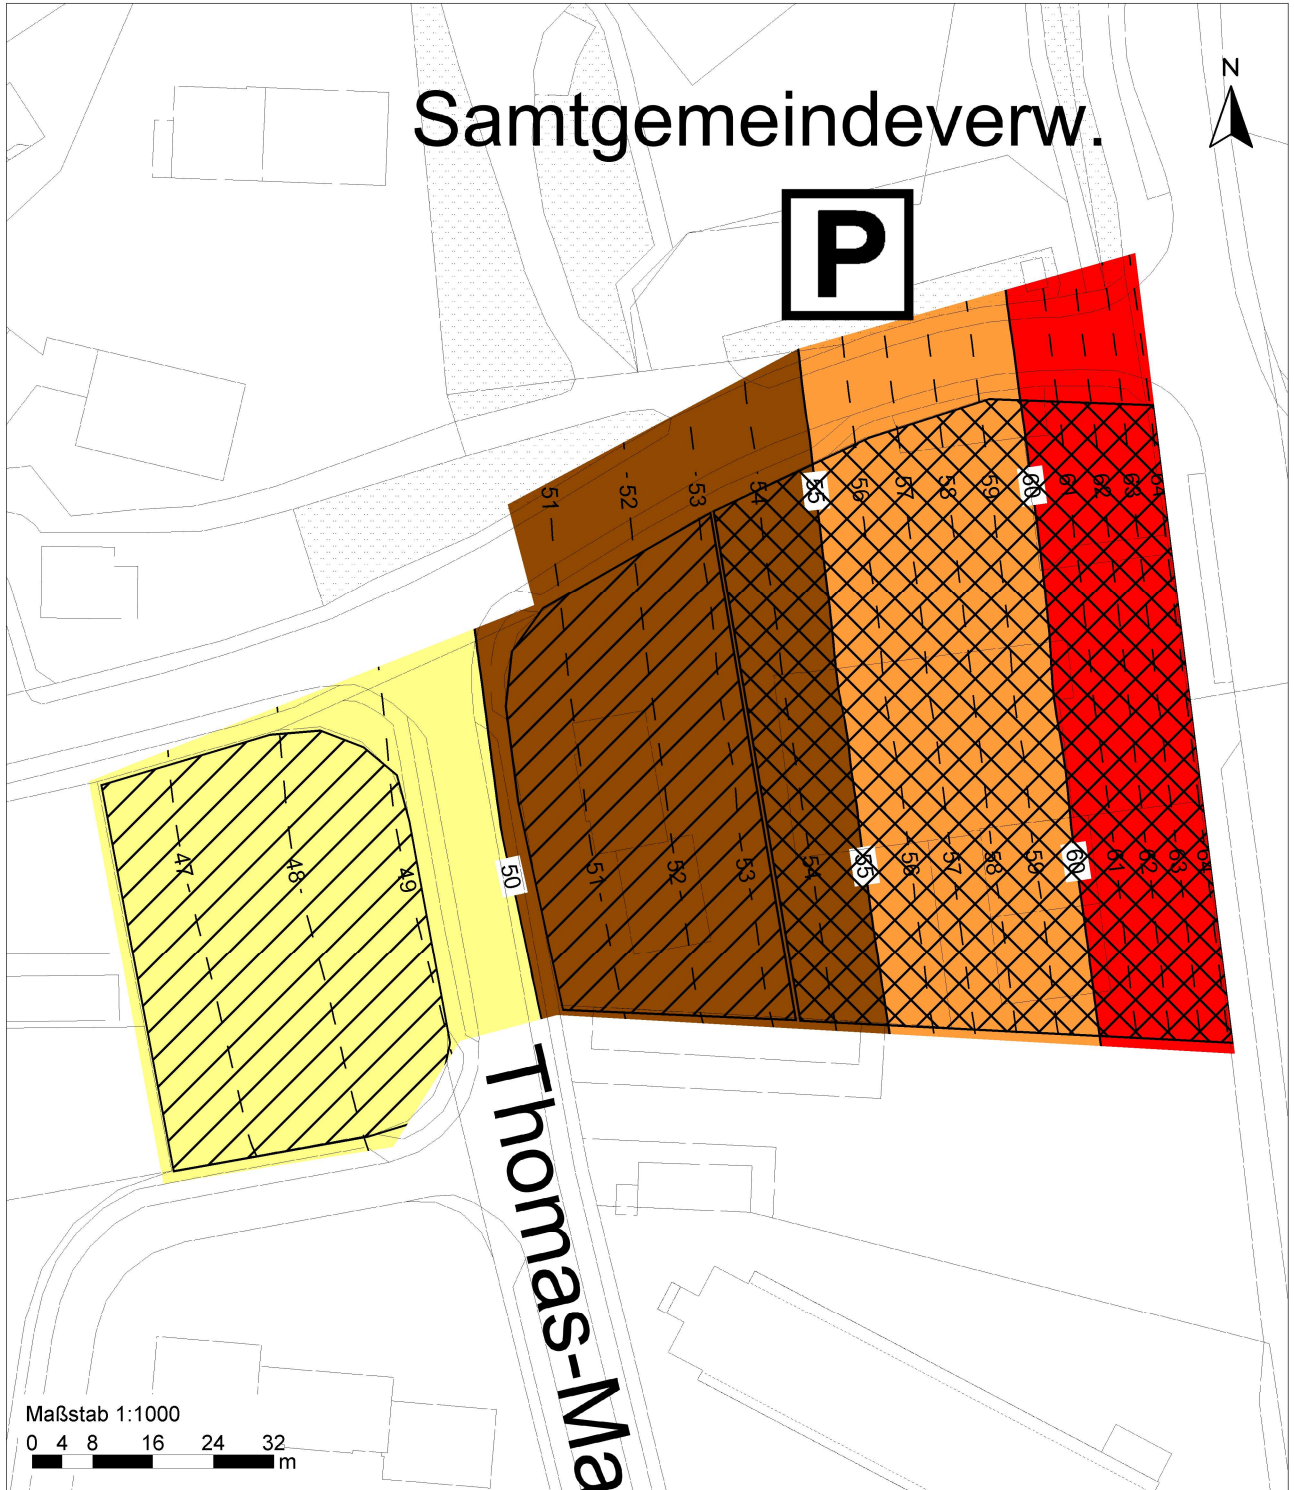 N
Samtgemeindeverw.
P
51 52 53 54 55 56 57 58 59 60 61 62 63 64
47 48 49 50 51 52 53 54 55 56 57 58 59 60 61 62 63
Thomas-Ma
Maßstab 1:1000
0 4 8 16 24 32 m